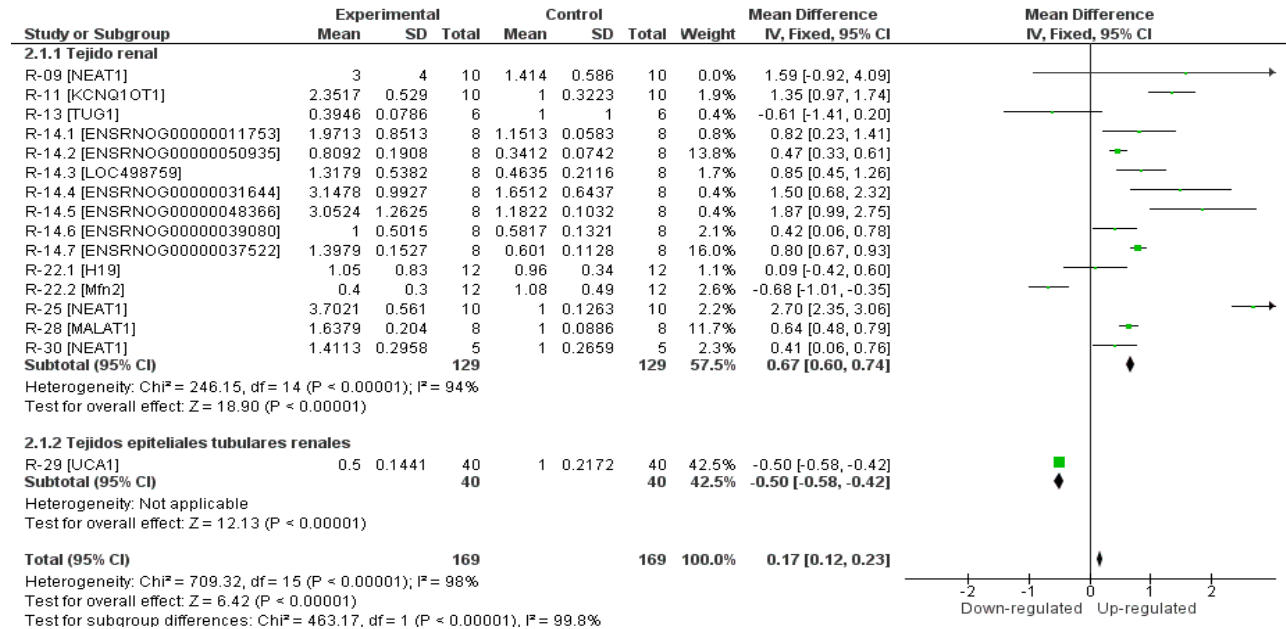 Experimental Control Mean Difference Mean Difference
Study or Subgroup Mean SD Total Mean SD Total Weight IV, Fixed, 95% CI IV, Fixed, 95% CI
2.1.1 Tejido renal
R-09 [NEAT1] 3 4 10 1.414 0.586 10 0.0% 1.59 [-0.92, 4.09]
R-11 [KCNQ1OT1] 2.3517 0.529 10 1 0.3223 10 1.9% 1.35 [0.97, 1.74]
R-13 [TUG1] 0.3946 0.0786 6 1 1 6 0.4% -0.61 [-1.41, 0.20]
R-14.1 [ENSRNOG00000011753] 1.9713 0.8513 8 1.1513 0.0583 8 0.8% 0.82 [0.23, 1.41]
R-14.2 [ENSRNOG00000050935] 0.8092 0.1908 8 0.3412 0.0742 8 13.8% 0.47 [0.33, 0.61]
R-14.3 [LOC498759] 1.3179 0.5382 8 0.4635 0.2116 8 1.7% 0.85 [0.45, 1.26]
R-14.4 [ENSRNOG00000031644] 3.1478 0.9927 8 1.6512 0.6437 8 0.4% 1.50 [0.68, 2.32]
R-14.5 [ENSRNOG00000048366] 3.0524 1.2625 8 1.1822 0.1032 8 0.4% 1.87 [0.99, 2.75]
R-14.6 [ENSRNOG00000039080] 1 0.5015 8 0.5817 0.1321 8 2.1% 0.42 [0.06, 0.78]
R-14.7 [ENSRNOG00000037522] 1.3979 0.1527 8 0.601 0.1128 8 16.0% 0.80 [0.67, 0.93]
R-22.1 [H19] 1.05 0.83 12 0.96 0.34 12 1.1% 0.09 [-0.42, 0.60]
R-22.2 [Mfn2] 0.4 0.3 12 1.08 0.49 12 2.6% -0.68 [-1.01, -0.35]
R-25 [NEAT1] 3.7021 0.561 10 1 0.1263 10 2.2% 2.70 [2.35, 3.06]
R-28 [MALAT1] 1.6379 0.204 8 1 0.0886 8 11.7% 0.64 [0.48, 0.79]
R-30 [NEAT1] 1.4113 0.2958 5 1 0.2659 5 2.3% 0.41 [0.06, 0.76]
Subtotal (95% CI) 129 129 57.5% 0.67 [0.60, 0.74]
Heterogeneity: Chi² = 246.15, df = 14 (P < 0.00001); I² = 94%
Test for overall effect: Z = 18.90 (P < 0.00001)
2.1.2 Tejidos epiteliales tubulares renales
R-29 [UCA1] 0.5 0.1441 40 1 0.2172 40 42.5% -0.50 [-0.58, -0.42]
Subtotal (95% CI) 40 40 42.5% -0.50 [-0.58, -0.42]
Heterogeneity: Not applicable
Test for overall effect: Z = 12.13 (P < 0.00001)
Total (95% CI) 169 169 100.0% 0.17 [0.12, 0.23]
Heterogeneity: Chi² = 709.32, df = 15 (P < 0.00001); I² = 98%
Test for overall effect: Z = 6.42 (P < 0.00001)
Test for subgroup differences: Chi² = 463.17, df = 1 (P < 0.00001), I² = 99.8%
-2 -1 0 1 2
Down-regulated Up-regulated